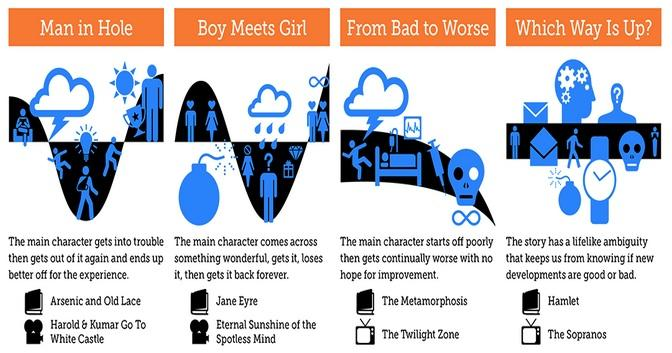 Man in Hole
Boy Meets Girl
From Bad to Worse
Which Way Is Up?
?
?
The main character gets into trouble
then gets out of it again and ends up
better off for the experience.
Arsenic and Old Lace
Harold & Kumar Go To
White Castle
The main character comes across
something wonderful, gets it, loses
it, then gets it back forever.
Jane Eyre
Eternal Sunshine of the
Spotless Mind
The main character starts off poorly
then gets continually worse with no
hope for improvement.
The Metamorphosis
The Twilight Zone
The story has a lifelike ambiguity
that keeps us from knowing if new
developments are good or bad.
Hamlet
The Sopranos